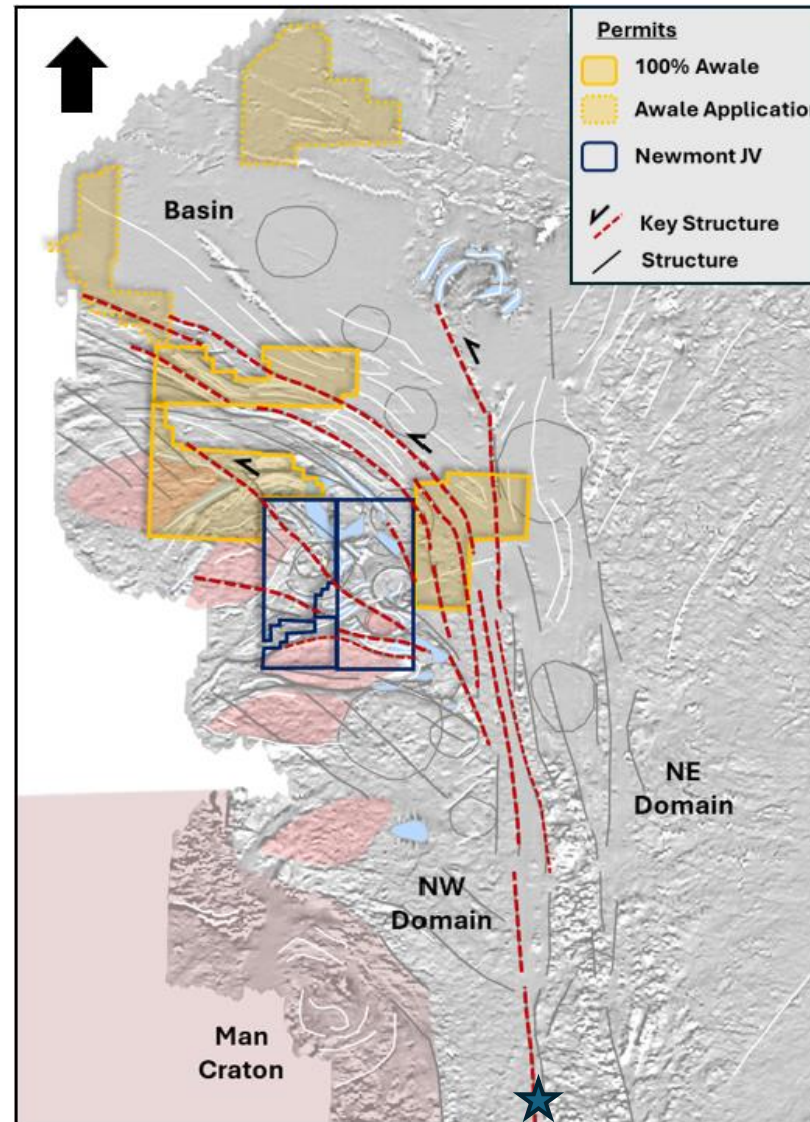 Permits
100% Awale
Awale Application
Newmont JV
Key Structure
Structure
Basin
NE
Domain
NW
Domain
Man
Craton